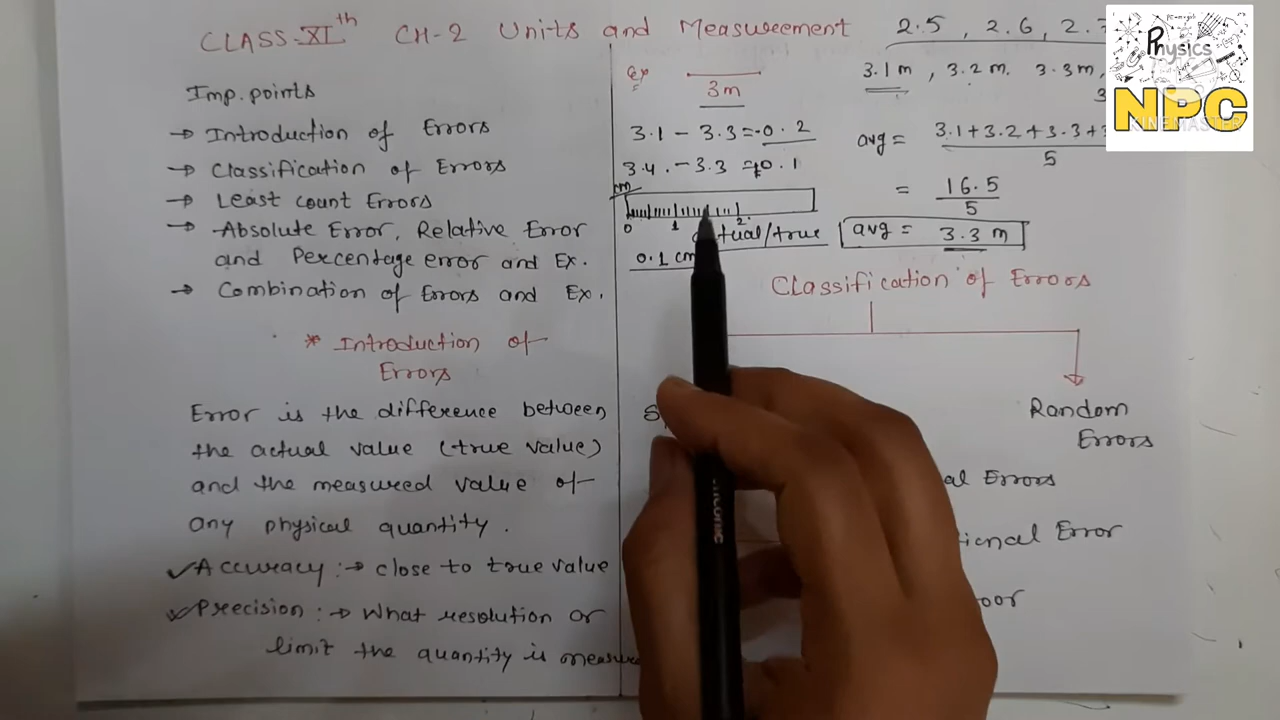 CLASS-XIth CH-2 Units and Measurement
Imp. points
→ Introduction of Errors
→ Classification of Errors
→ Least count Errors
→ Absolute Error, Relative Error
and Percentage error and Ex.
→ Combination of Errors and Ex.
* Introduction of
Errors
Error is the difference between
the actual value (true value)
and the measured value of
any physical quantity.
✓Accuracy :→ close to true value
✓Precision :→ What resolution or
limit the quantity is
2.5, 2.6, 2.7
Ex
3m
3.1m, 3.2m. 3.3m,
3.1 - 3.3 = -0.2
3.4. - 3.3 = +0.1
cm
0 1 2
actual/true
0.1 cm
avg = 3.1+3.2+3.3+3
5
= 16.5
5
avg = 3.3 m
Classification of Errors
Random
Errors
Errors
Error
Physics
NPC
KINEMASTER